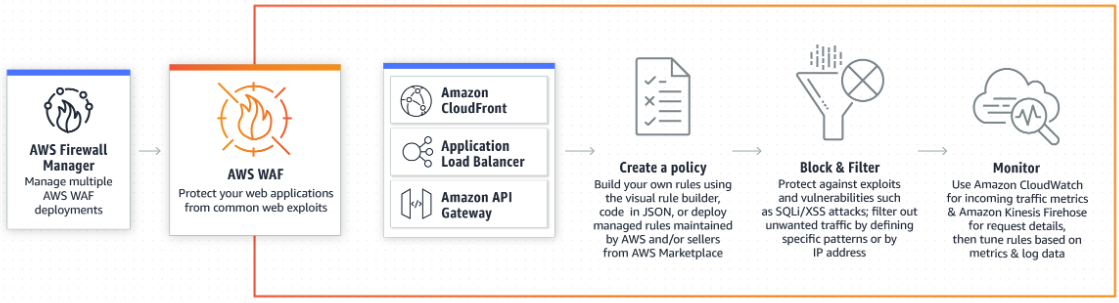 AWS Firewall
Manager
Manage multiple
AWS WAF
deployments
AWS WAF
Protect your web applications
from common web exploits
Amazon
CloudFront
Application
Load Balancer
Amazon API
Gateway
Create a policy
Build your own rules using
the visual rule builder,
code in JSON, or deploy
managed rules maintained
by AWS and/or sellers
from AWS Marketplace
Block & Filter
Protect against exploits
and vulnerabilities such
as SQLi/XSS attacks; filter out
unwanted traffic by defining
specific patterns or by
IP address
Monitor
Use Amazon CloudWatch
for incoming traffic metrics
& Amazon Kinesis Firehose
for request details,
then tune rules based on
metrics & log data